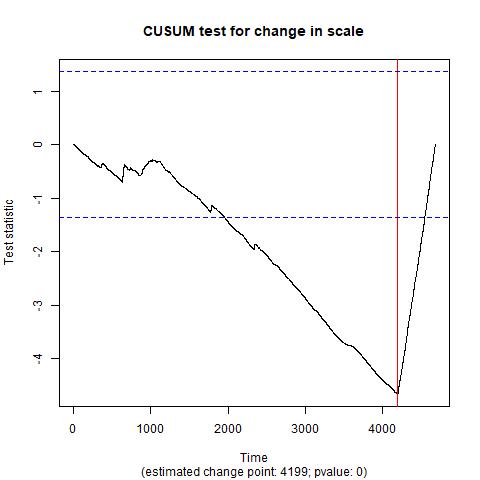 CUSUM test for change in scale
Test statistic
1
0
-1
-2
-3
-4
0 1000 2000 3000 4000
Time
(estimated change point: 4199; pvalue: 0)